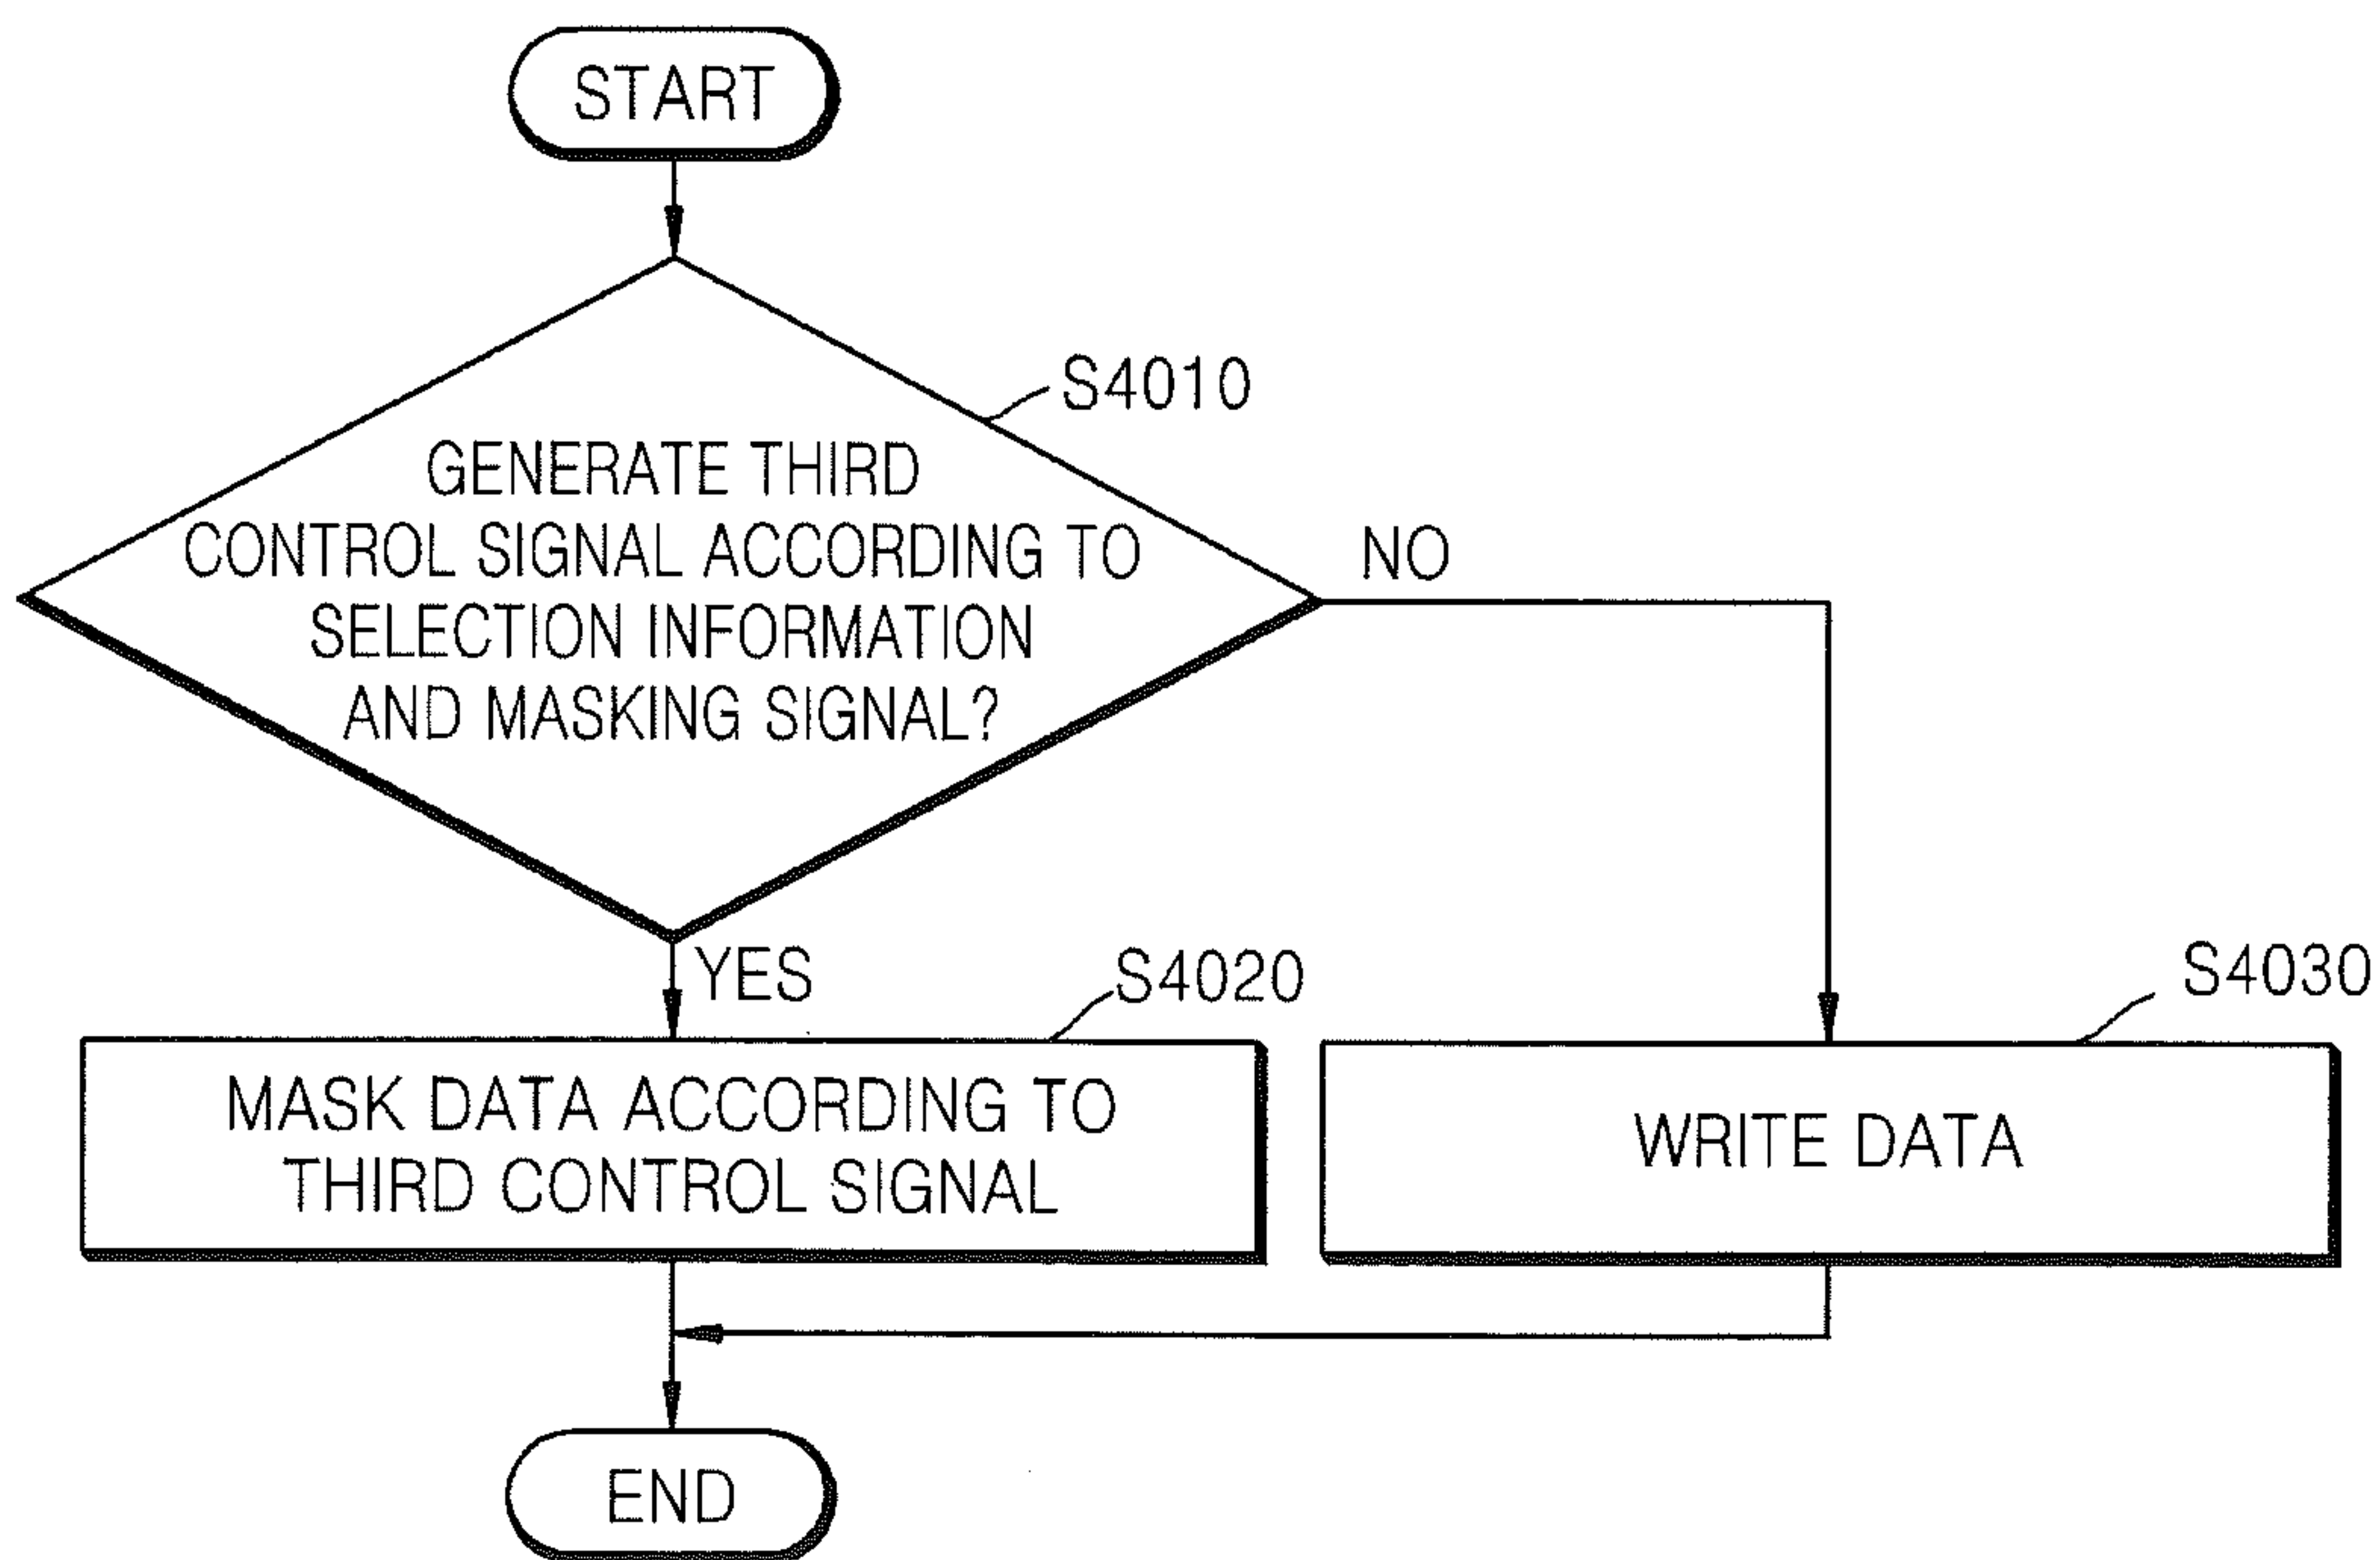 START
S4010
GENERATE THIRD
CONTROL SIGNAL ACCORDING TO
SELECTION INFORMATION
AND MASKING SIGNAL?
NO
YES
S4020
S4030
MASK DATA ACCORDING TO
THIRD CONTROL SIGNAL
WRITE DATA
END